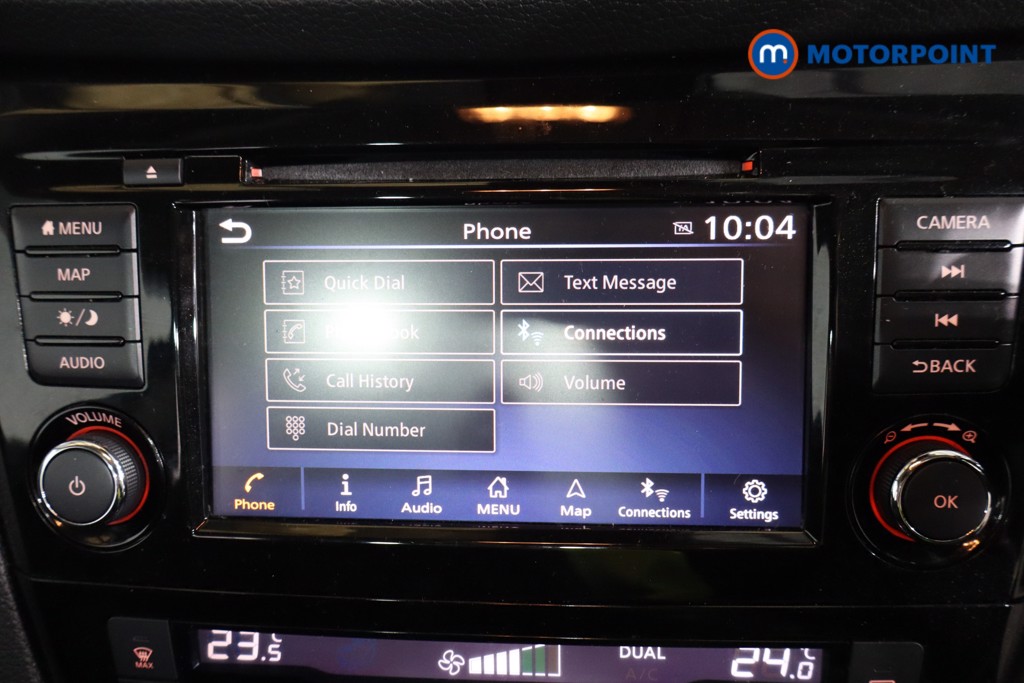 m MOTORPOINT
MENU
MAP
AUDIO
VOLUME
Phone
10:04
Quick Dial
Text Message
Connections
Call History
Volume
Dial Number
Phone
Info
Audio
MENU
Map
Connections
Settings
CAMERA
BACK
OK
MAX
23.5°C
DUAL
A/C
24.0